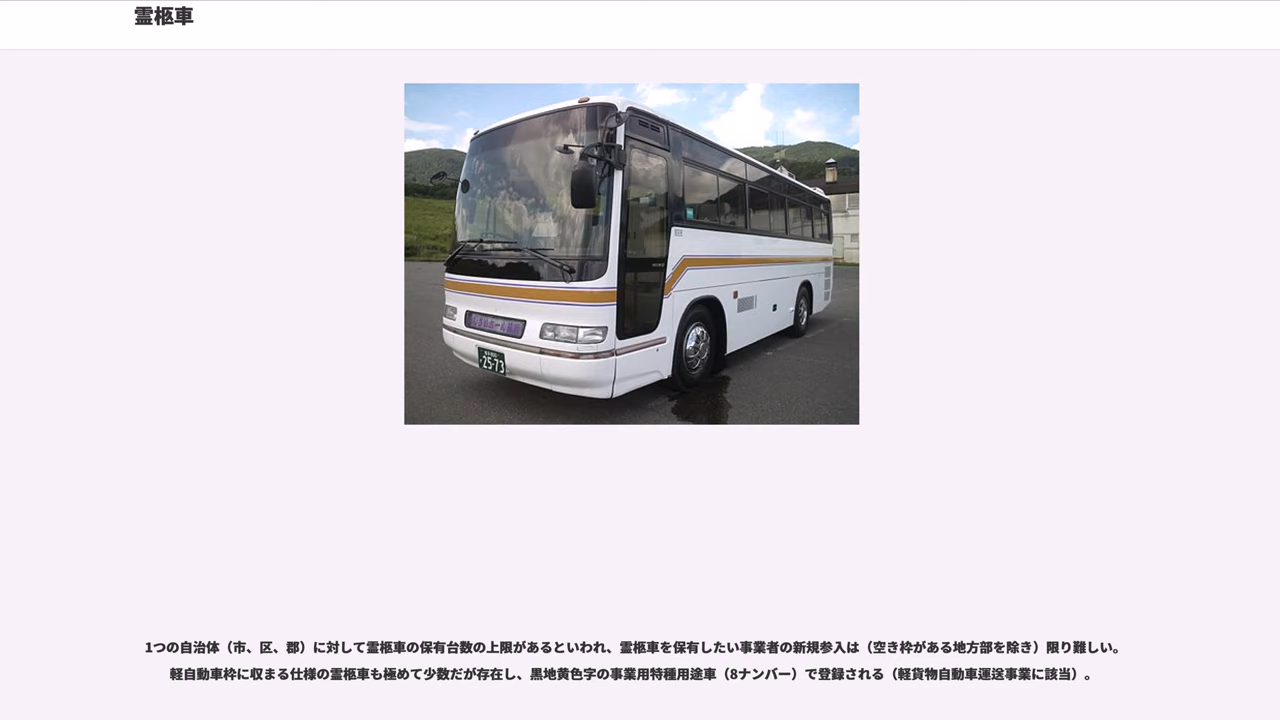 霊柩車
25-73
1つの自治体（市、区、郡）に対して霊柩車の保有台数の上限があるといわれ、霊柩車を保有したい事業者の新規参入は（空き枠がある地方部を除き）限り難しい。
軽自動車枠に収まる仕様の霊柩車も極めて少数だが存在し、黒地黄色字の事業用特種用途車（8ナンバー）で登録される（軽貨物自動車運送事業に該当）。